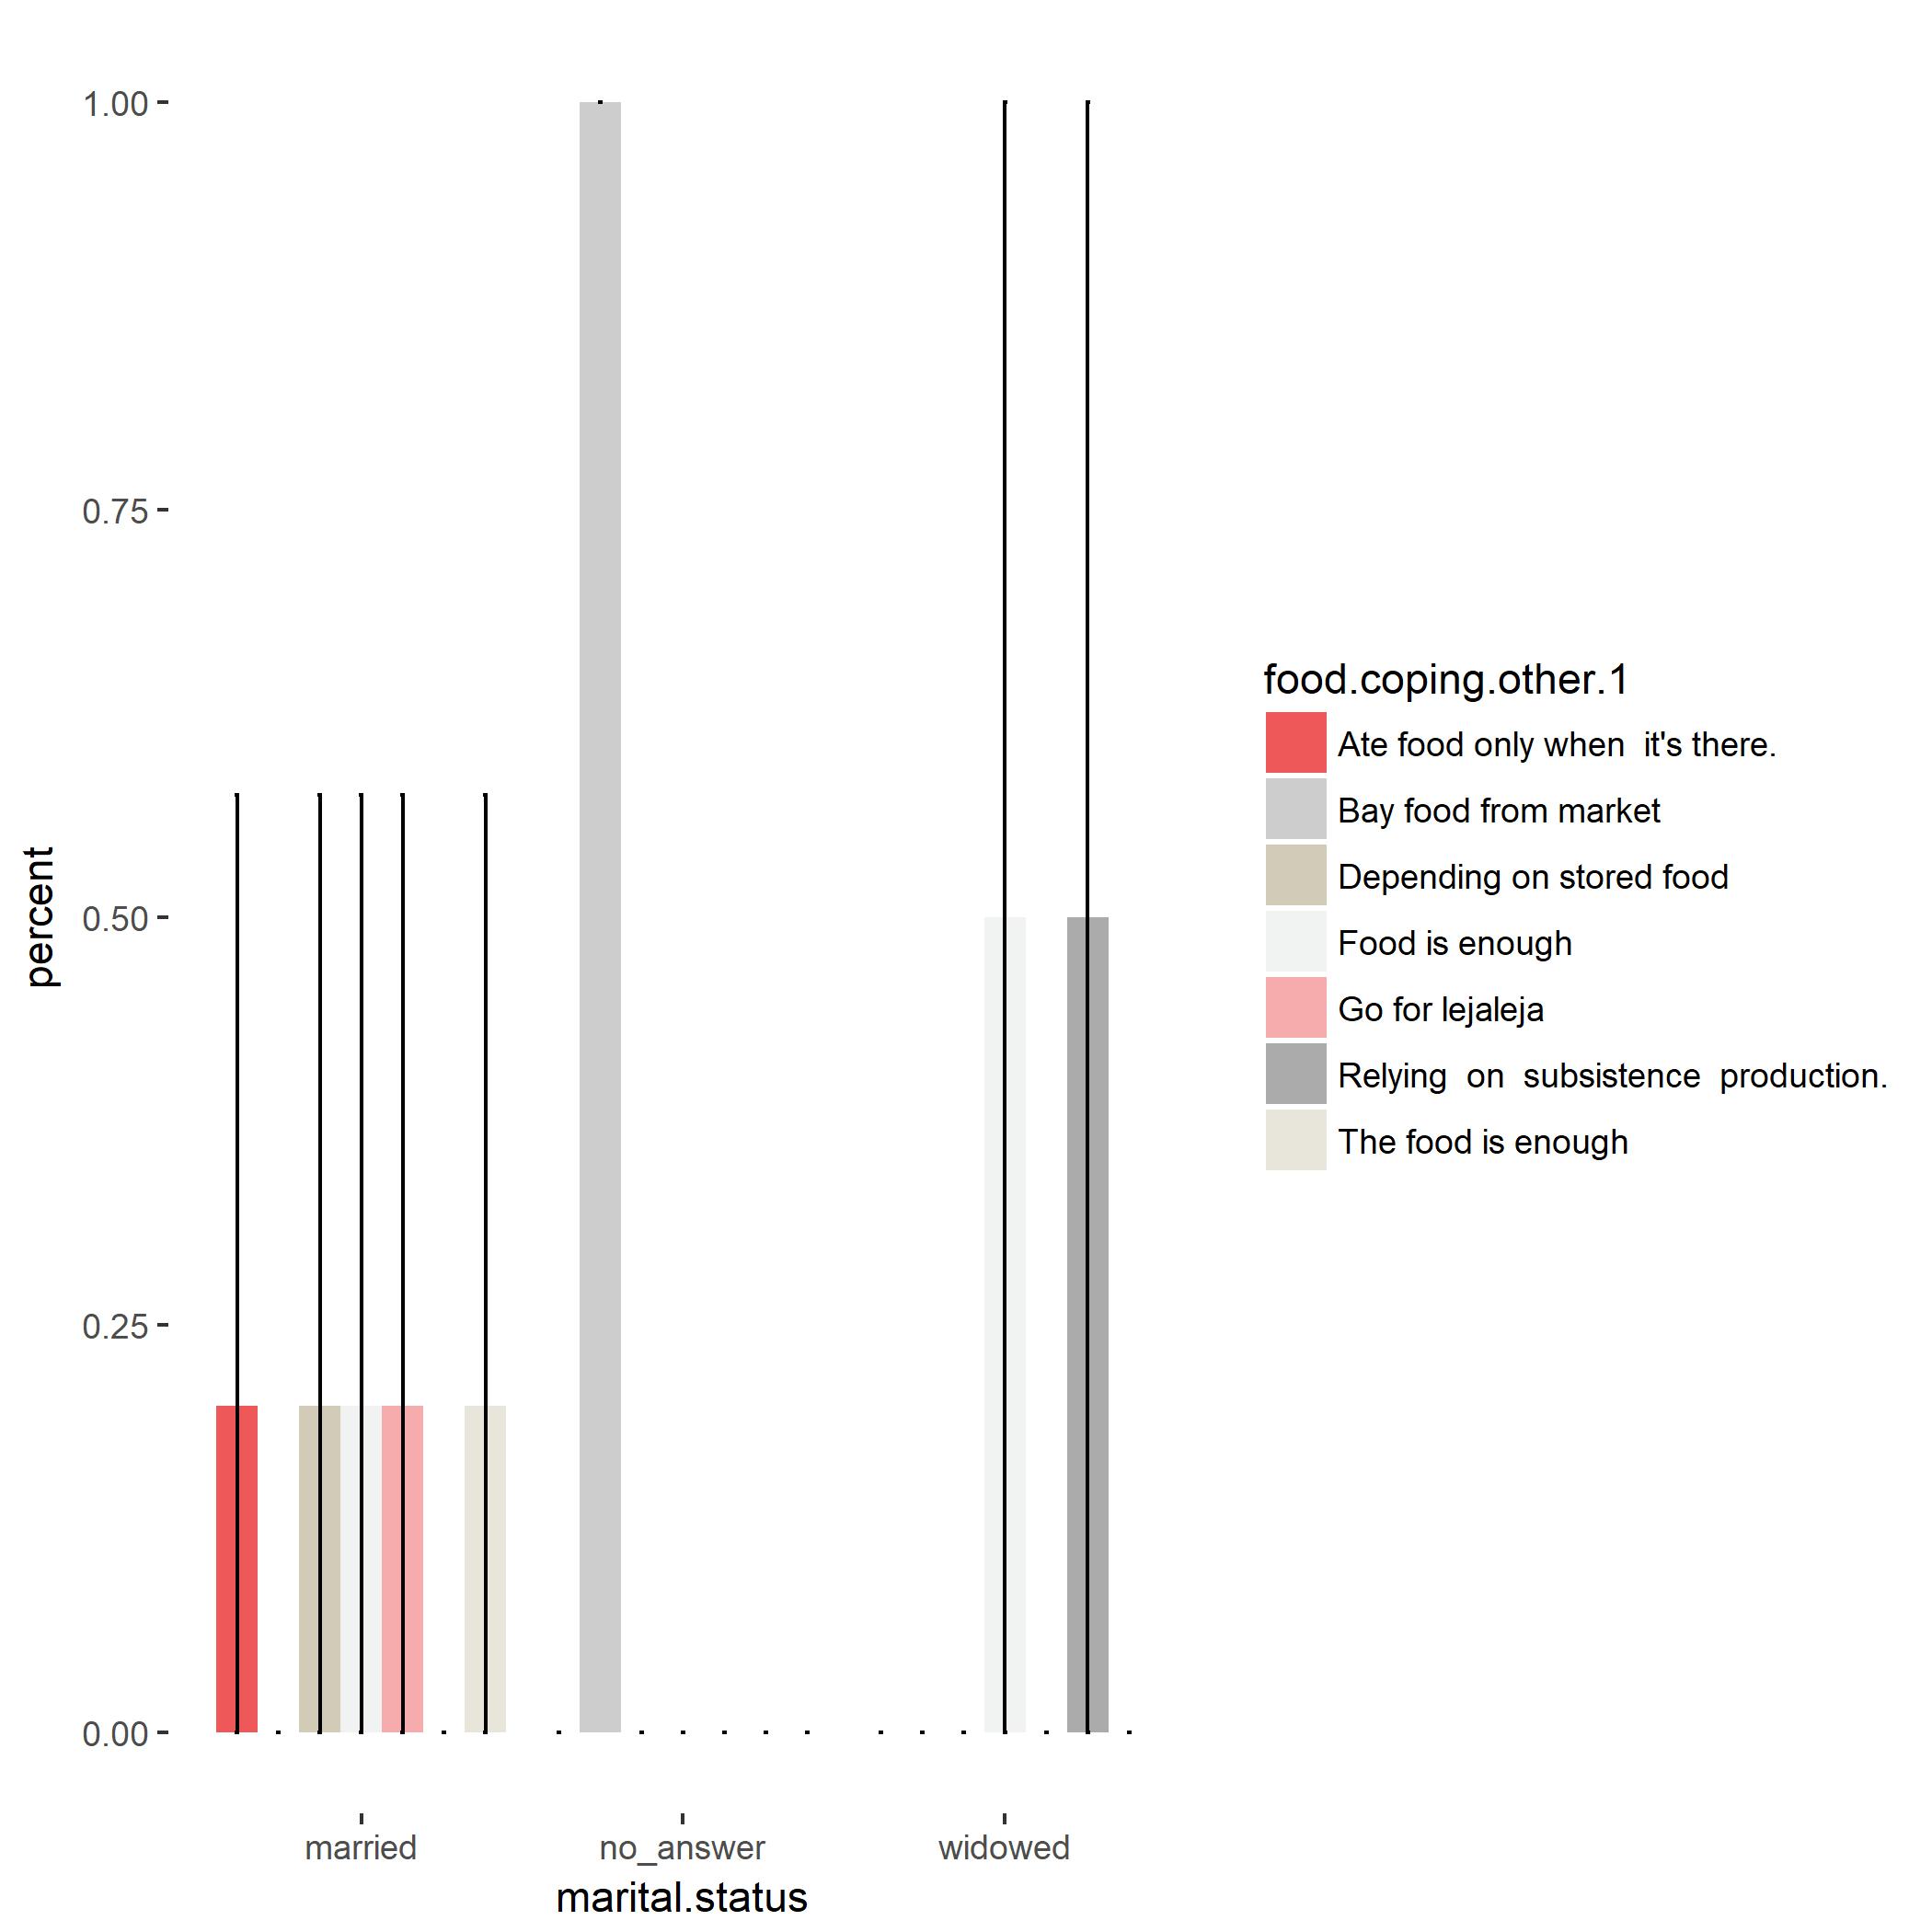 1.00
0.75
0.50
0.25
0.00
percent
married no_answer widowed
marital.status
food.coping.other.1
Ate food only when  it's there.
Bay food from market
Depending on stored food
Food is enough
Go for lejaleja
Relying  on  subsistence  production.
The food is enough